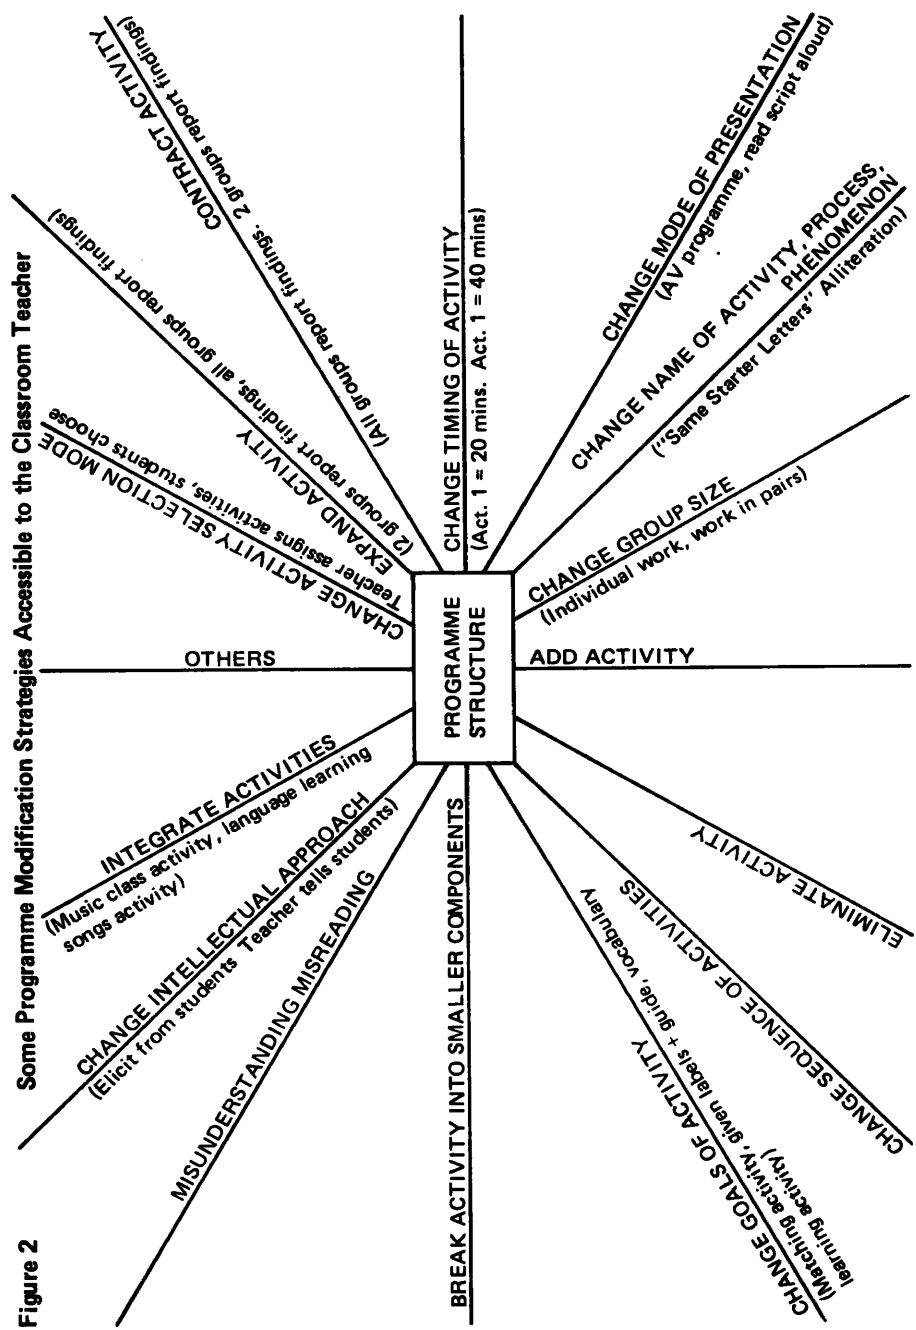 Figure 2
Some Programme Modification Strategies Accessible to the Classroom Teacher
PROGRAMME
STRUCTURE
OTHERS
CHANGE ACTIVITY SELECTION MODE
Teacher assigns activities, students choose
EXPAND ACTIVITY
(2 groups report findings, all groups report findings)
CONTRACT ACTIVITY
(All groups report findings. 2 groups report findings)
CHANGE TIMING OF ACTIVITY
(Act. 1 = 20 mins. Act. 1 = 40 mins)
CHANGE MODE OF PRESENTATION
(AV programme, read script aloud)
CHANGE NAME OF ACTIVITY, PROCESS,
PHENOMENON
("Same Starter Letters" Alliteration)
CHANGE GROUP SIZE
(Individual work, work in pairs)
ADD ACTIVITY
ELIMINATE ACTIVITY
CHANGE SEQUENCE OF ACTIVITIES
CHANGE GOALS OF ACTIVITY
(Matching activity, given labels + guide, vocabulary
learning activity)
BREAK ACTIVITY INTO SMALLER COMPONENTS
MISUNDERSTANDING MISREADING
CHANGE INTELLECTUAL APPROACH
(Elicit from students Teacher tells students)
INTEGRATE ACTIVITIES
(Music class activity, language learning
songs activity)